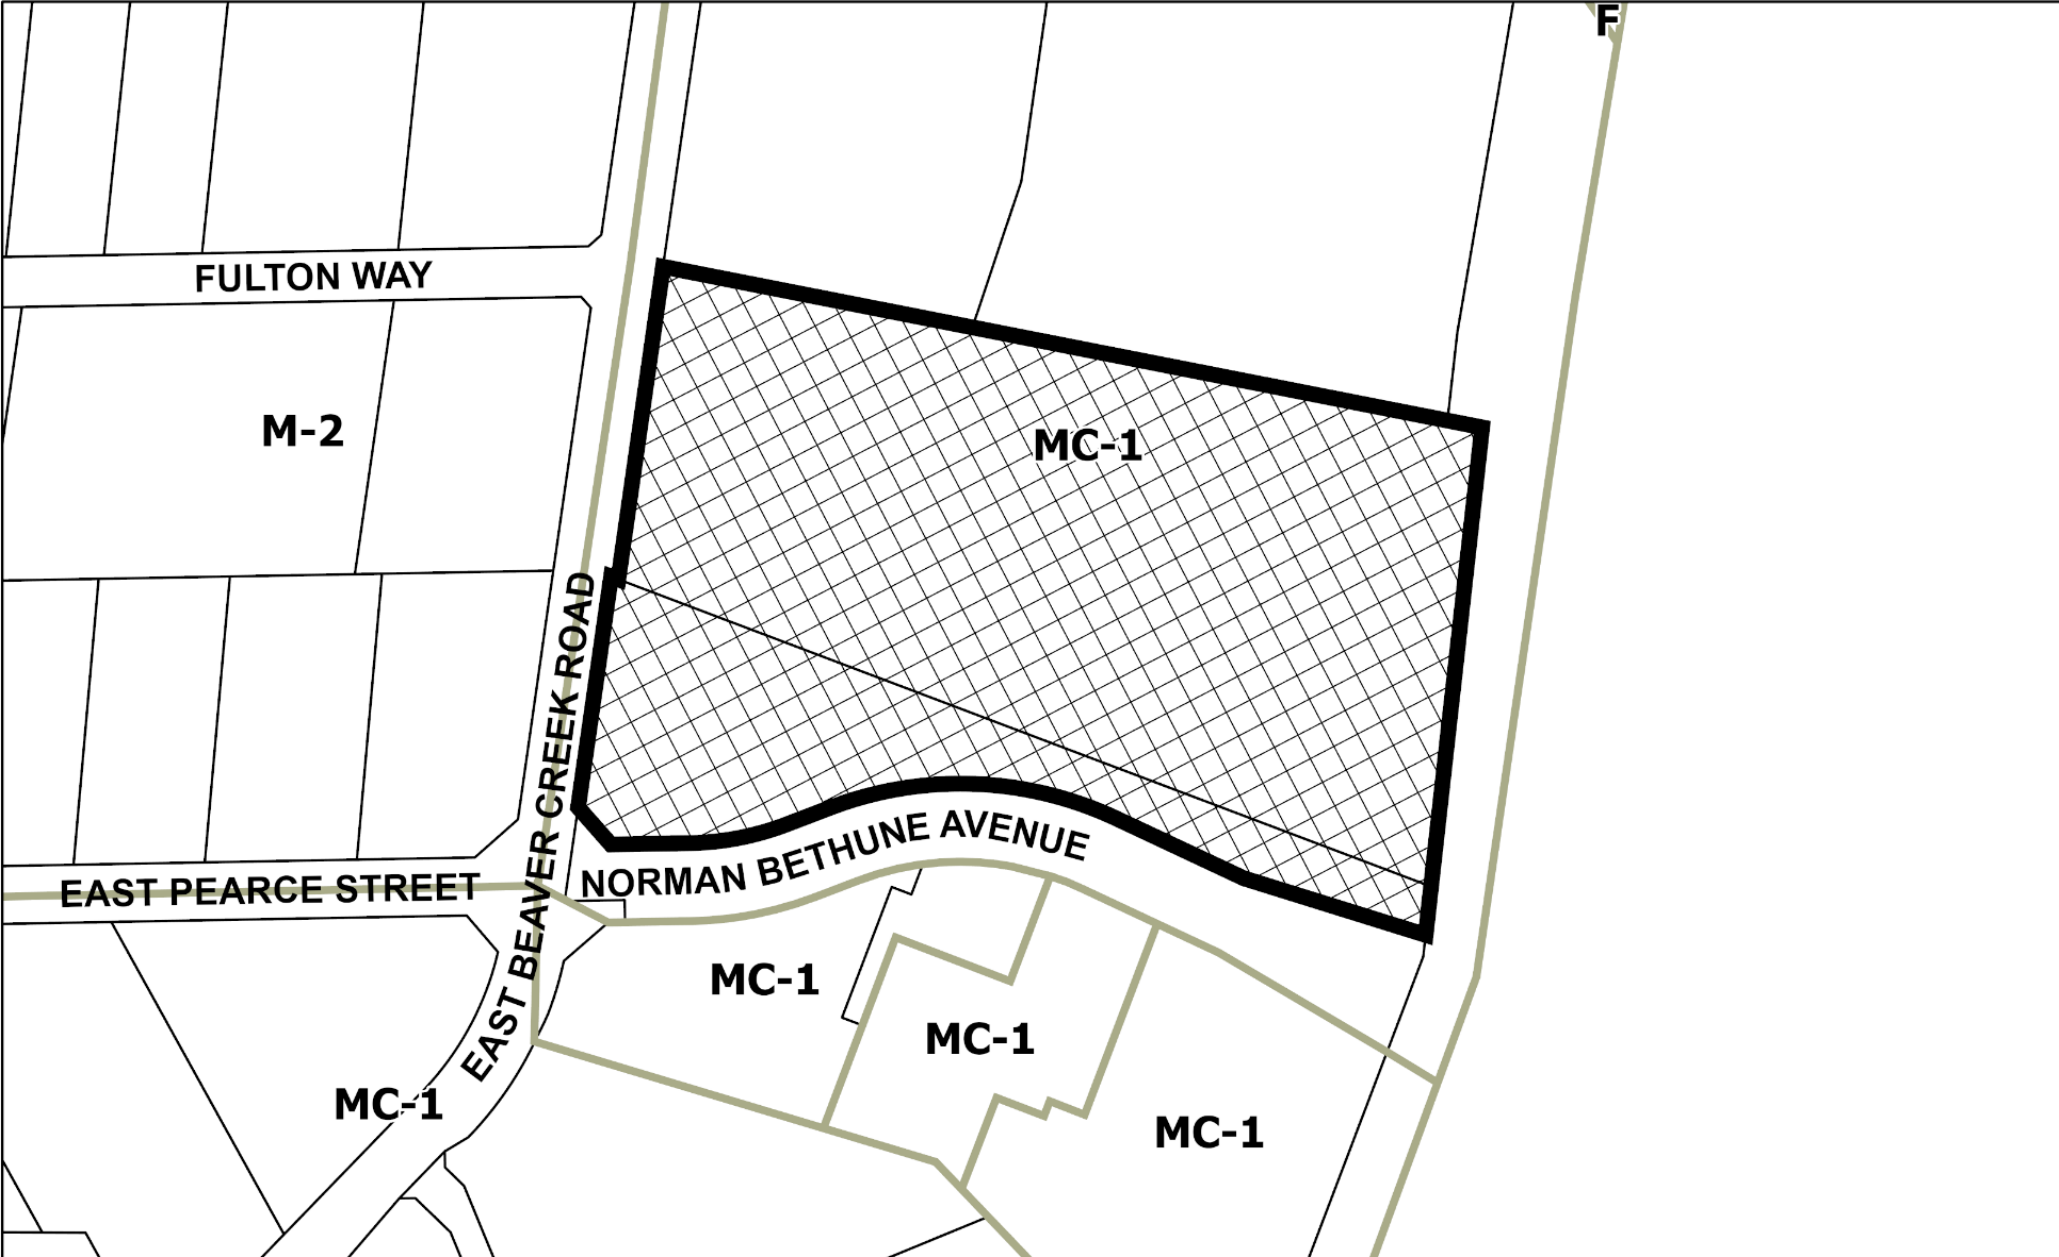 F
FULTON WAY
M-2
MC-1
EAST BEAVER CREEK ROAD
NORMAN BETHUNE AVENUE
EAST PEARCE STREET
MC-1
MC-1
MC-1
MC-1